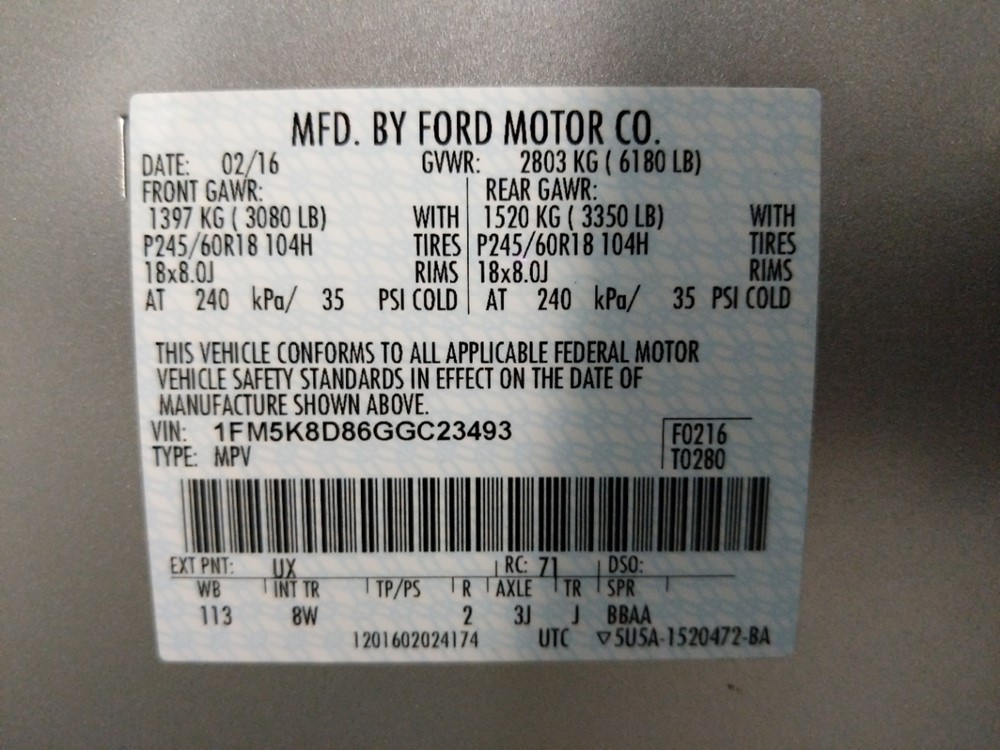 MFD. BY FORD MOTOR CO.
DATE: 02/16 GVWR: 2803 KG ( 6180 LB)
FRONT GAWR: REAR GAWR:
1397 KG ( 3080 LB) WITH 1520 KG ( 3350 LB) WITH
P245/60R18 104H TIRES P245/60R18 104H TIRES
18x8.0J RIMS 18x8.0J RIMS
AT 240 kPa/ 35 PSI COLD AT 240 kPa/ 35 PSI COLD
THIS VEHICLE CONFORMS TO ALL APPLICABLE FEDERAL MOTOR
VEHICLE SAFETY STANDARDS IN EFFECT ON THE DATE OF
MANUFACTURE SHOWN ABOVE.
VIN: 1FM5K8D86GGC23493 F0216
TYPE: MPV T0280
EXT PNT: UX RC: 71 DSO:
WB INT TR TP/PS R AXLE TR SPR
113 8W 2 3J J BBAA
1201602024174 UTC ▽5U5A-1520472-BA